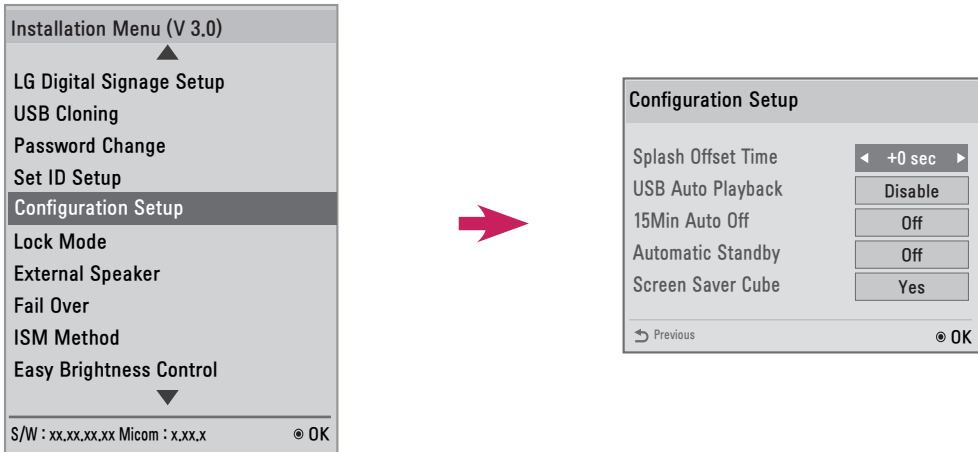 Installation Menu (V 3.0)
LG Digital Signage Setup
USB Cloning
Password Change
Set ID Setup
Configuration Setup
Lock Mode
External Speaker
Fail Over
ISM Method
Easy Brightness Control
S/W : xx.xx.xx.xx Micom : x.xx.x OK
Configuration Setup
Splash Offset Time +0 sec
USB Auto Playback Disable
15Min Auto Off Off
Automatic Standby Off
Screen Saver Cube Yes
Previous OK